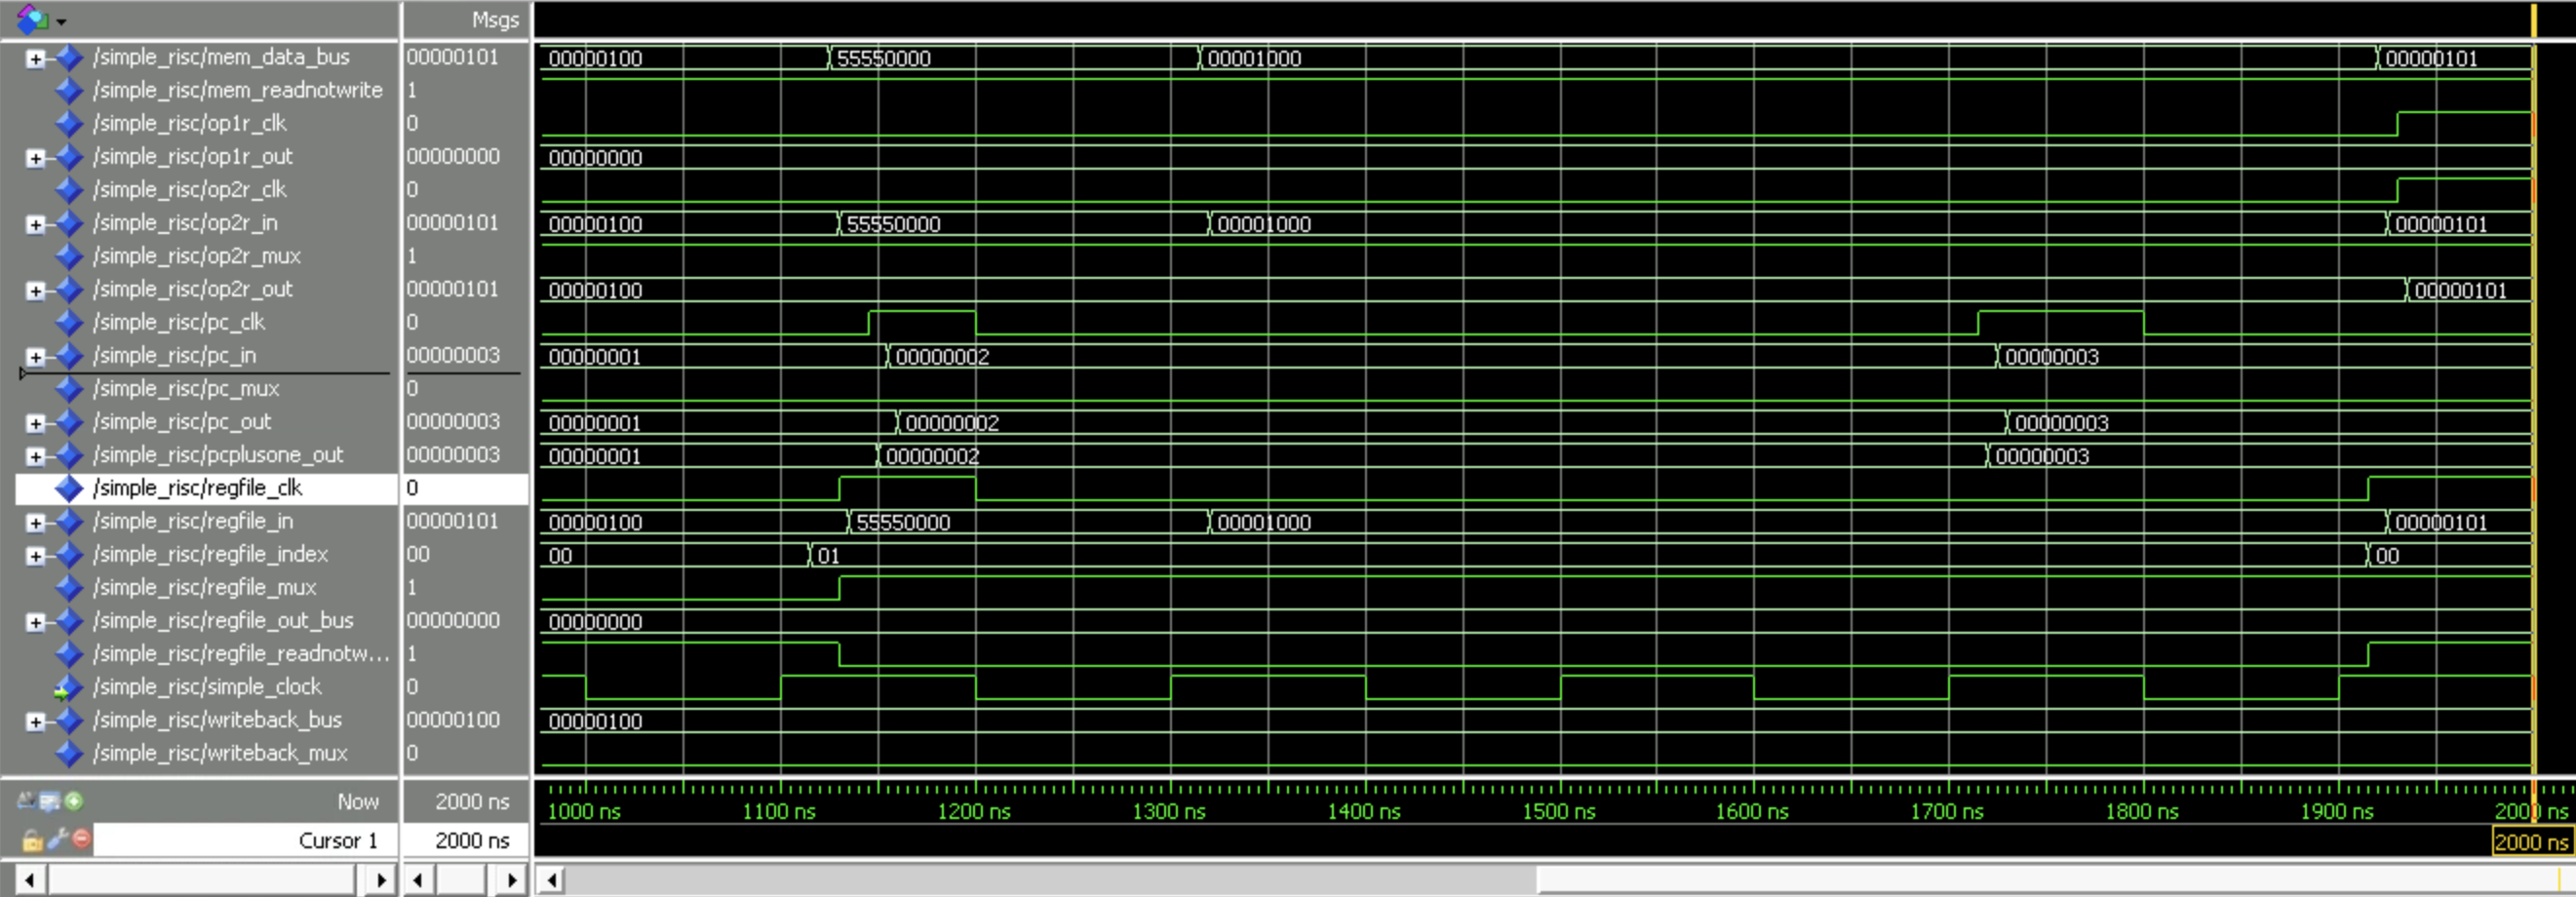 Msgs
/simple_risc/mem_data_bus 00000101 00000100 55550000 00001000 00000101
/simple_risc/mem_readnotwrite 1
/simple_risc/op1r_clk 0
/simple_risc/op1r_out 00000000 00000000
/simple_risc/op2r_clk 0
/simple_risc/op2r_in 00000101 00000100 55550000 00001000 00000101
/simple_risc/op2r_mux 1
/simple_risc/op2r_out 00000101 00000100 00000101
/simple_risc/pc_clk 0
/simple_risc/pc_in 00000003 00000001 00000002 00000003
/simple_risc/pc_mux 0
/simple_risc/pc_out 00000003 00000001 00000002 00000003
/simple_risc/pcplusone_out 00000003 00000001 00000002 00000003
/simple_risc/regfile_clk 0
/simple_risc/regfile_in 00000101 00000100 55550000 00001000 00000101
/simple_risc/regfile_index 00 00 01 00
/simple_risc/regfile_mux 1
/simple_risc/regfile_out_bus 00000000 00000000
/simple_risc/regfile_readnotw... 1
/simple_risc/simple_clock 0
/simple_risc/writeback_bus 00000100 00000100
/simple_risc/writeback_mux 0
Now 2000 ns 1000 ns 1100 ns 1200 ns 1300 ns 1400 ns 1500 ns 1600 ns 1700 ns 1800 ns 1900 ns 2000 ns
Cursor 1 2000 ns 2000 ns